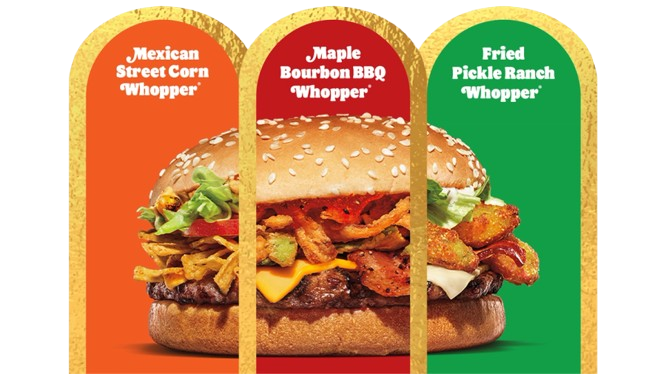 Mexican
Street Corn
Whopper®
Maple
Bourbon BBQ
Whopper®
Fried
Pickle Ranch
Whopper®